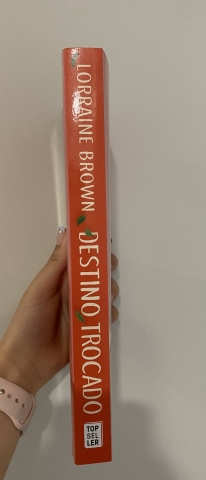 LORRAINE BROWN
DESTINO TROCADO
TOP
SEL
LER